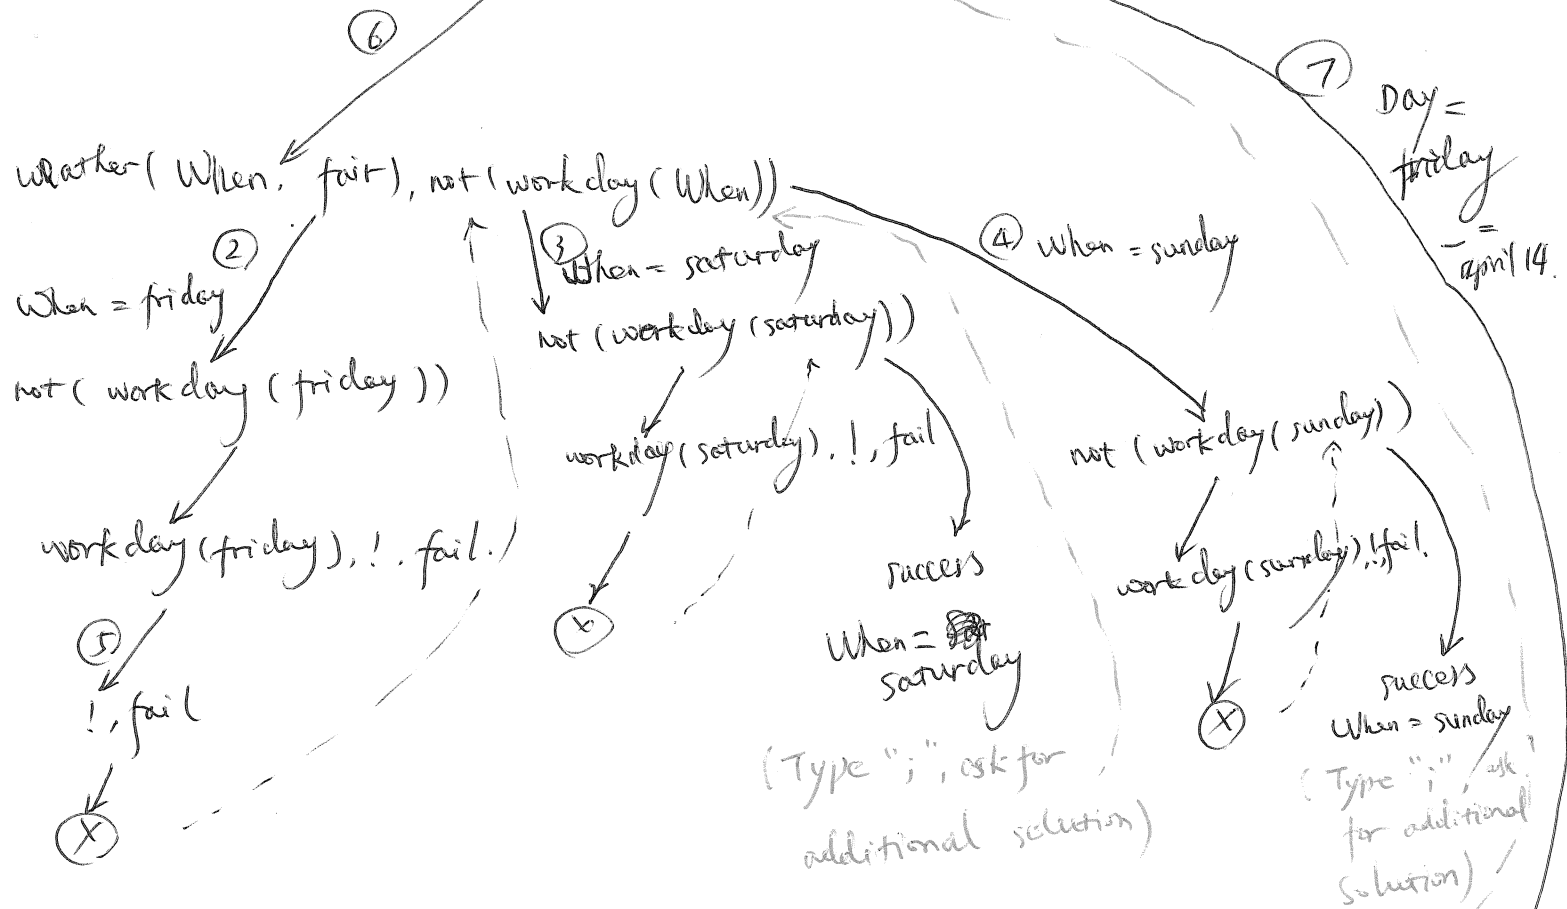 6
7
Day =
friday
_ =
april 14.
weather( When, fair), not (workday (When))
2
3
When = saturday
4
When = sunday
When = friday
not (workday (saturday))
not ( workday ( friday ))
workday (saturday), !, fail
not (workday (sunday))
workday (friday), !, fail.
success
workday (sunday), !, fail.
5
X
When =
saturday
!, fail
X
success
When = sunday
(Type ";", ask for
additional solution)
(Type ";", ask
for additional
solution)
X